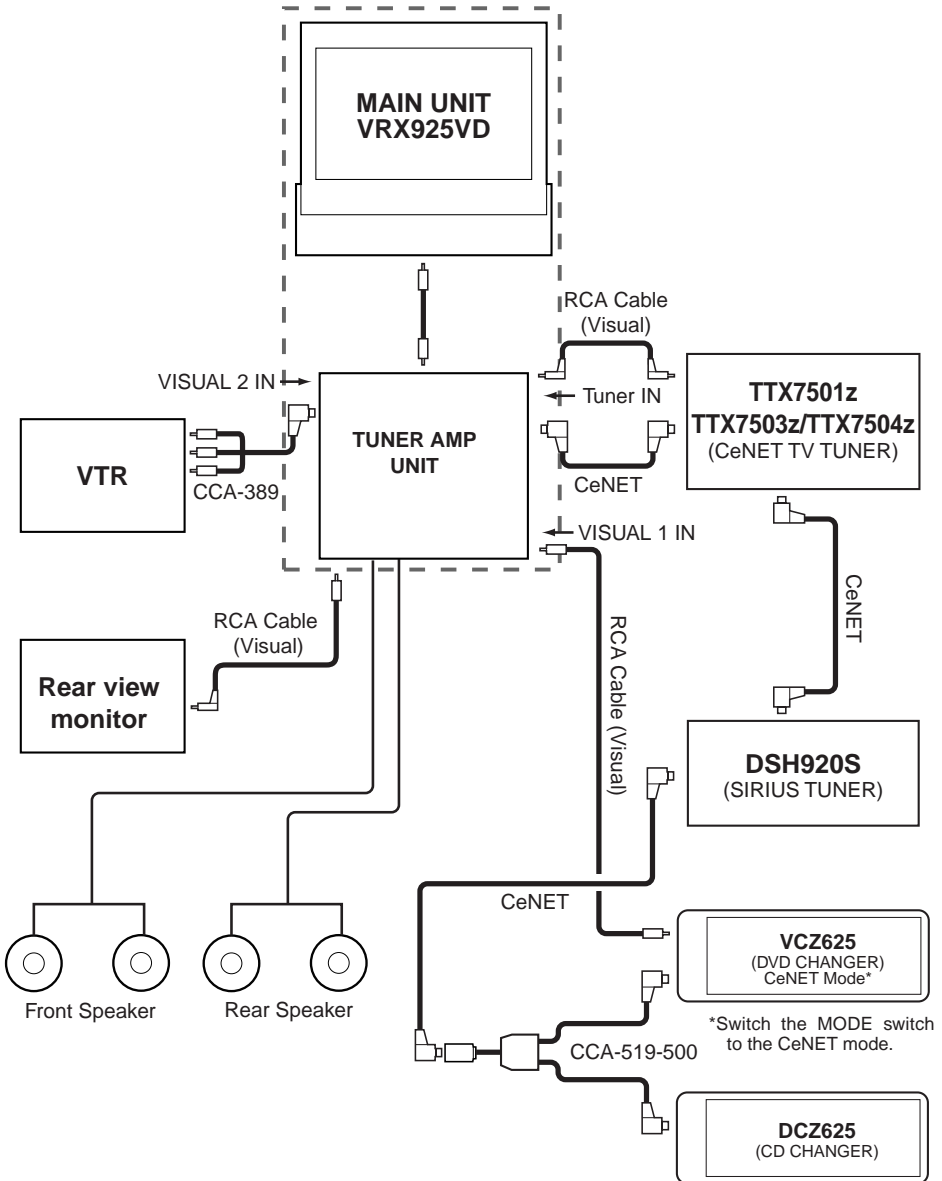 MAIN UNIT
VRX925VD
RCA Cable
(Visual)
VISUAL 2 IN
Tuner IN
TTX7501z
TTX7503z/TTX7504z
(CeNET TV TUNER)
TUNER AMP
UNIT
VTR
CCA-389
CeNET
VISUAL 1 IN
CeNET
RCA Cable
(Visual)
RCA Cable (Visual)
Rear view
monitor
DSH920S
(SIRIUS TUNER)
CeNET
VCZ625
(DVD CHANGER)
CeNET Mode*
Front Speaker
Rear Speaker
*Switch the MODE switch
to the CeNET mode.
CCA-519-500
DCZ625
(CD CHANGER)